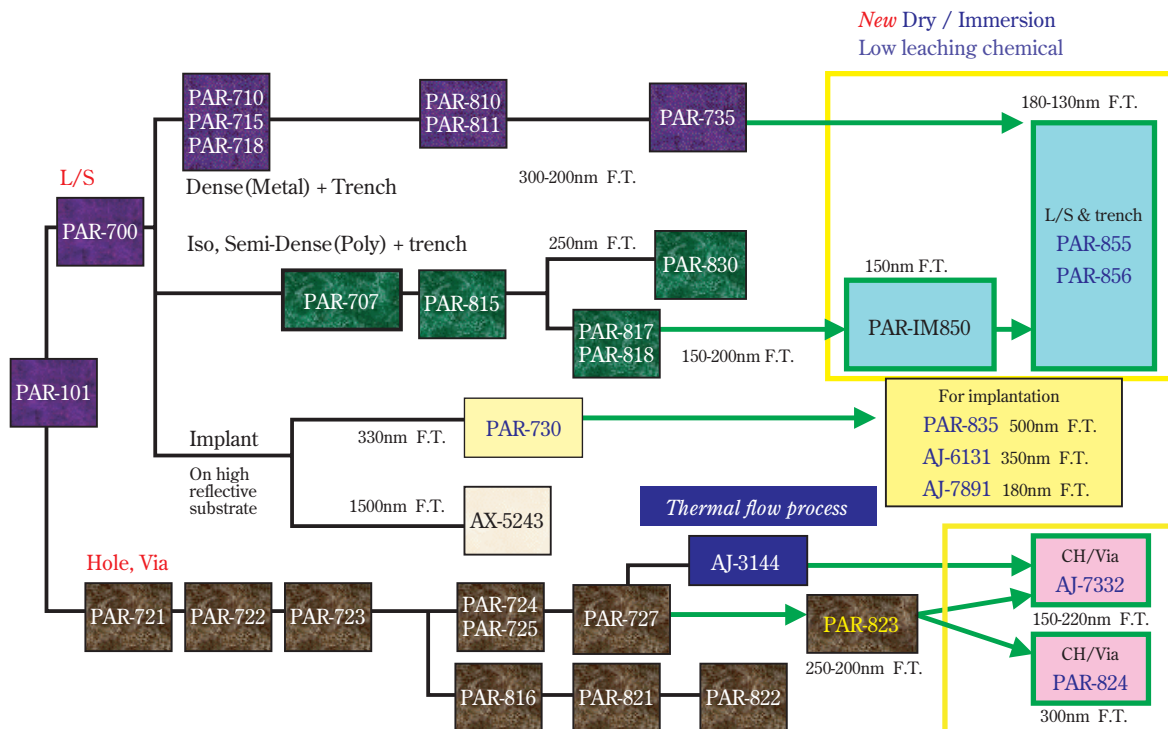 New Dry / Immersion
Low leaching chemical
180-130nm F.T.
PAR-710
PAR-715
PAR-718
PAR-810
PAR-811
PAR-735
Dense(Metal) + Trench
300-200nm F.T.
L/S
PAR-700
Iso, Semi-Dense(Poly) + trench
250nm F.T.
PAR-830
PAR-707
PAR-815
PAR-817
PAR-818
150-200nm F.T.
150nm F.T.
PAR-IM850
L/S & trench
PAR-855
PAR-856
PAR-101
Implant
On high
reflective
substrate
330nm F.T.
PAR-730
1500nm F.T.
AX-5243
For implantation
PAR-835 500nm F.T.
AJ-6131 350nm F.T.
AJ-7891 180nm F.T.
Thermal flow process
AJ-3144
Hole, Via
PAR-721
PAR-722
PAR-723
PAR-724
PAR-725
PAR-727
PAR-823
250-200nm F.T.
PAR-816
PAR-821
PAR-822
CH/Via
AJ-7332
150-220nm F.T.
CH/Via
PAR-824
300nm F.T.